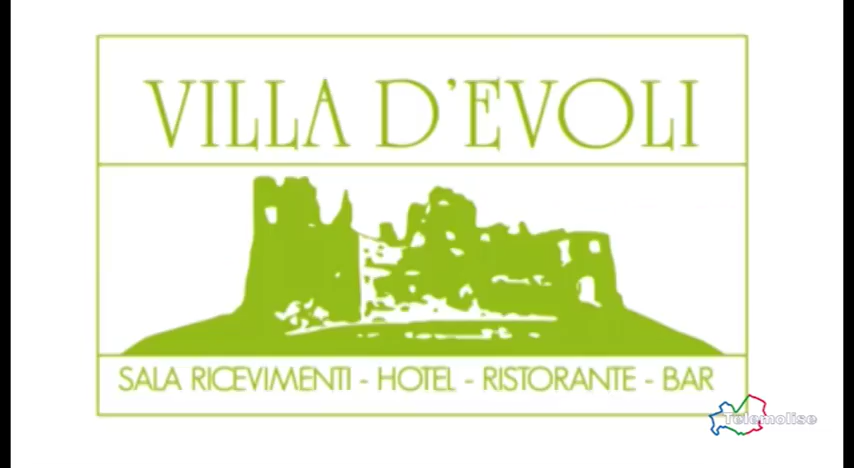 VILLA D'EVOLI
SALA RICEVIMENTI - HOTEL - RISTORANTE - BAR
Telemolise